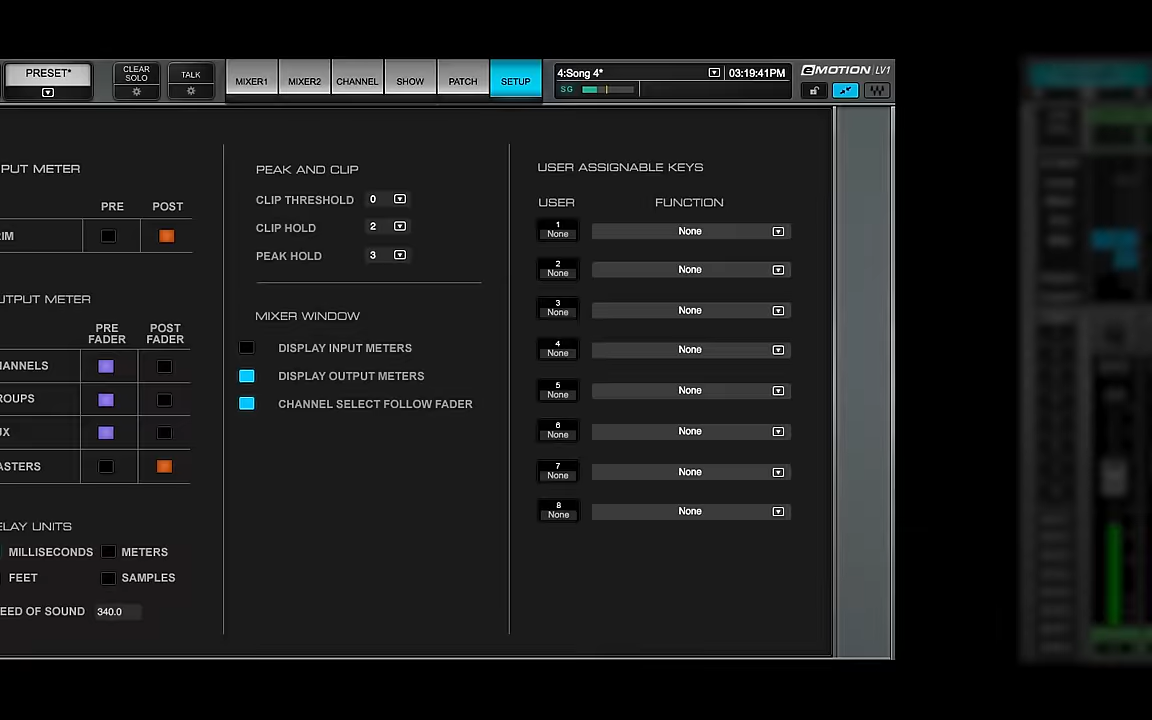 PRESET*
CLEAR SOLO
TALK
MIXER1
MIXER2
CHANNEL
SHOW
PATCH
SETUP
4:Song 4*
03:19:41PM
SG
eMOTION LV1
PUT METER
PRE POST
IM
UTPUT METER
PRE FADER
POST FADER
HANNELS
ROUPS
UX
ASTERS
ELAY UNITS
MILLISECONDS
METERS
FEET
SAMPLES
EED OF SOUND 340.0
PEAK AND CLIP
CLIP THRESHOLD 0
CLIP HOLD 2
PEAK HOLD 3
MIXER WINDOW
DISPLAY INPUT METERS
DISPLAY OUTPUT METERS
CHANNEL SELECT FOLLOW FADER
USER ASSIGNABLE KEYS
USER FUNCTION
1
None None
2
None None
3
None None
4
None None
5
None None
6
None None
7
None None
8
None None